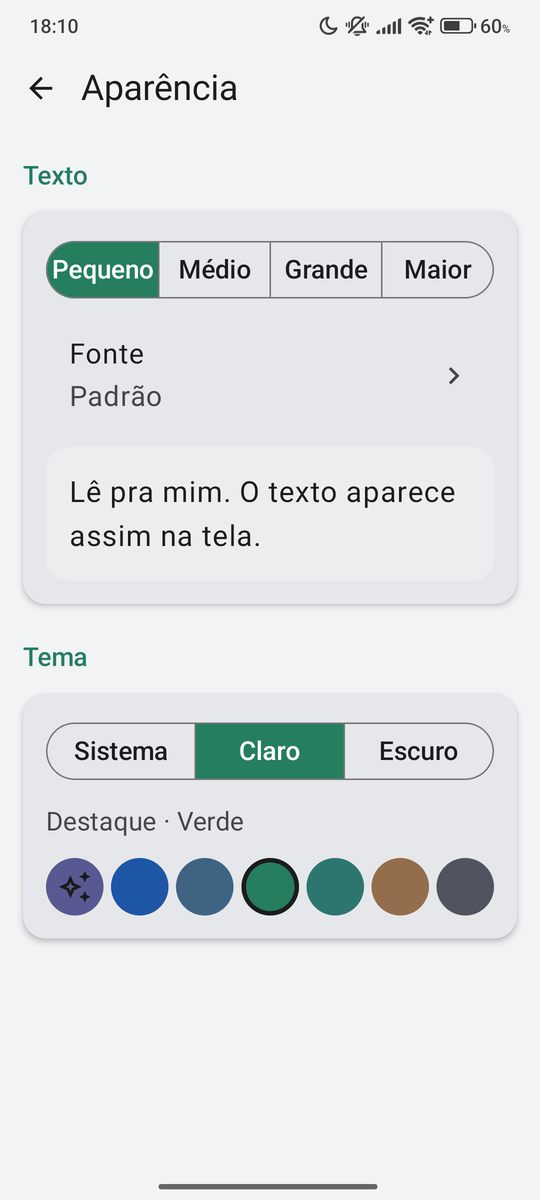 18:10
60%
Aparência
Texto
Pequeno Médio Grande Maior
Fonte
Padrão
Lê pra mim. O texto aparece
assim na tela.
Tema
Sistema Claro Escuro
Destaque · Verde